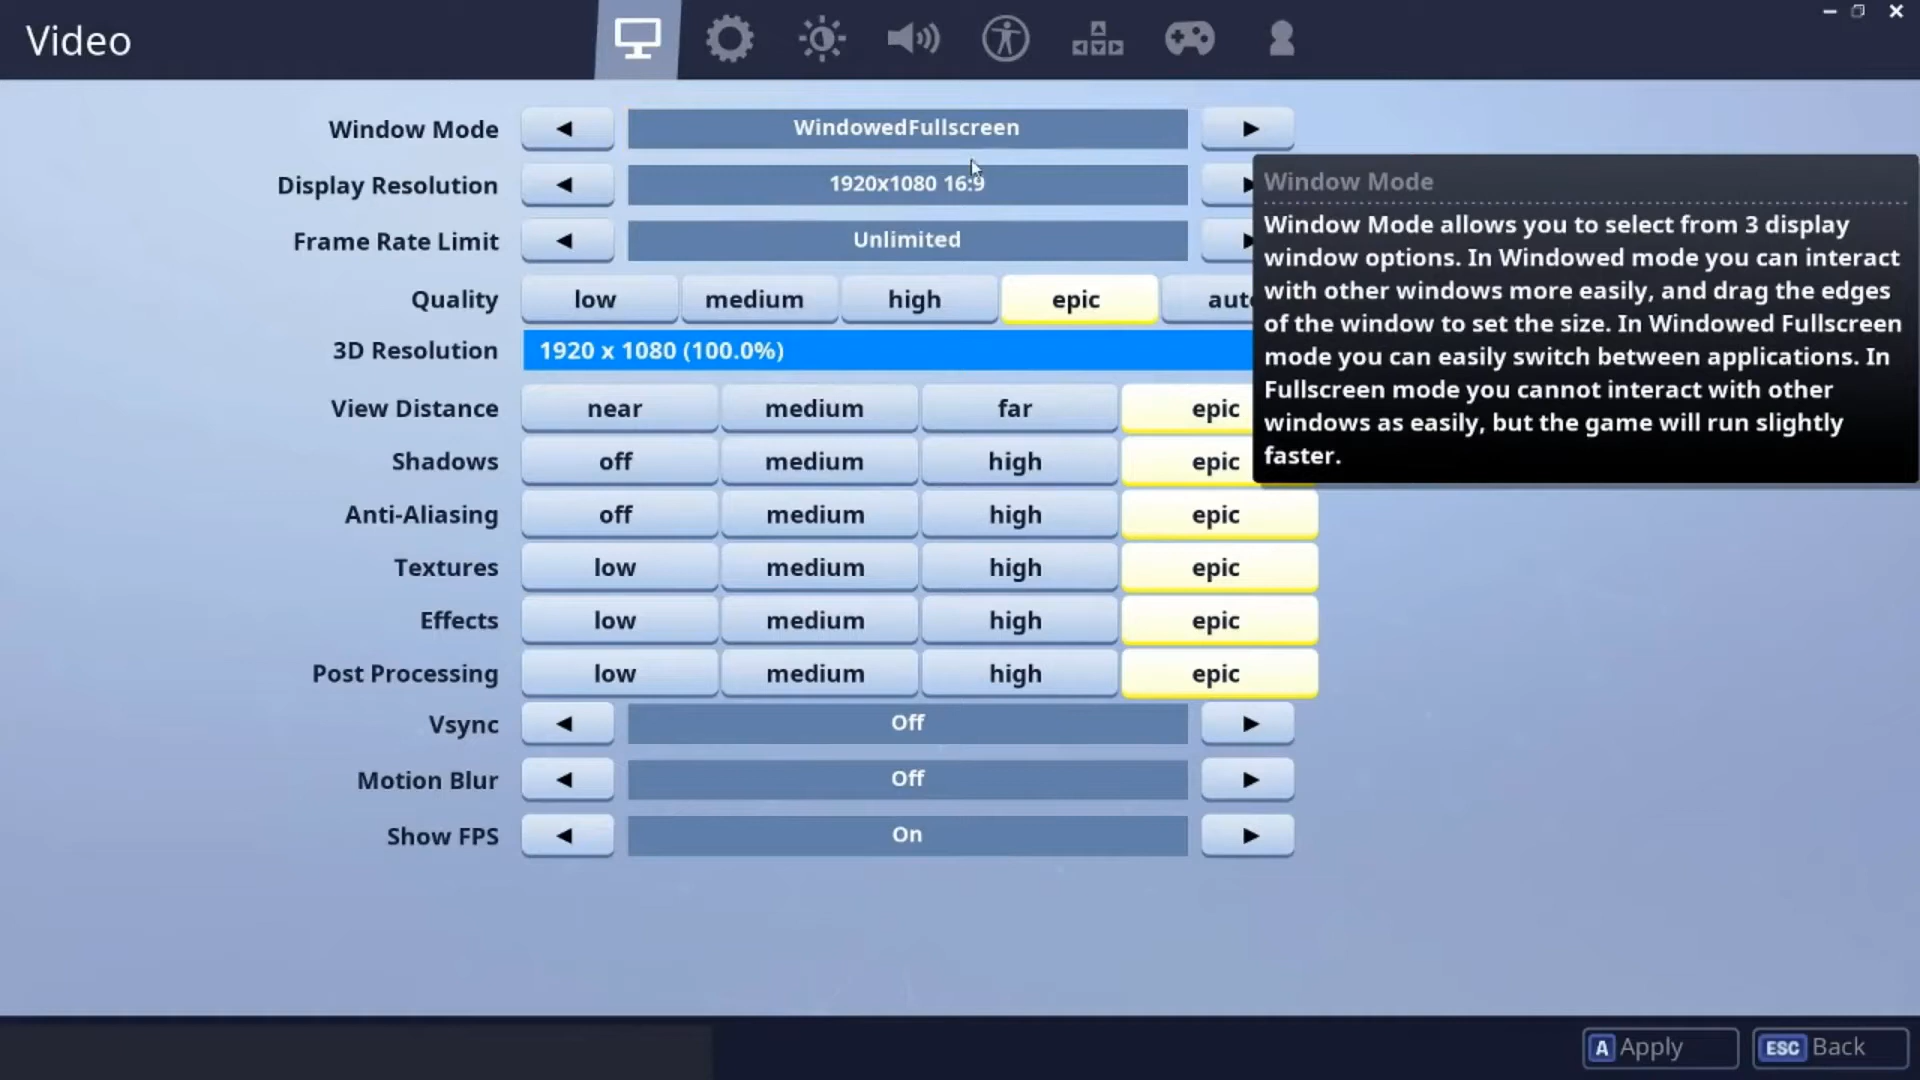 Video
Window Mode ◀ WindowedFullscreen ▶
Display Resolution ◀ 1920x1080 16:9 ▶
Frame Rate Limit ◀ Unlimited ▶
Quality low medium high epic auto
3D Resolution 1920 x 1080 (100.0%)
View Distance near medium far epic
Shadows off medium high epic
Anti-Aliasing off medium high epic
Textures low medium high epic
Effects low medium high epic
Post Processing low medium high epic
Vsync ◀ Off ▶
Motion Blur ◀ Off ▶
Show FPS ◀ On ▶
Window Mode
Window Mode allows you to select from 3 display
window options. In Windowed mode you can interact
with other windows more easily, and drag the edges
of the window to set the size. In Windowed Fullscreen
mode you can easily switch between applications. In
Fullscreen mode you cannot interact with other
windows as easily, but the game will run slightly
faster.
A Apply ESC Back